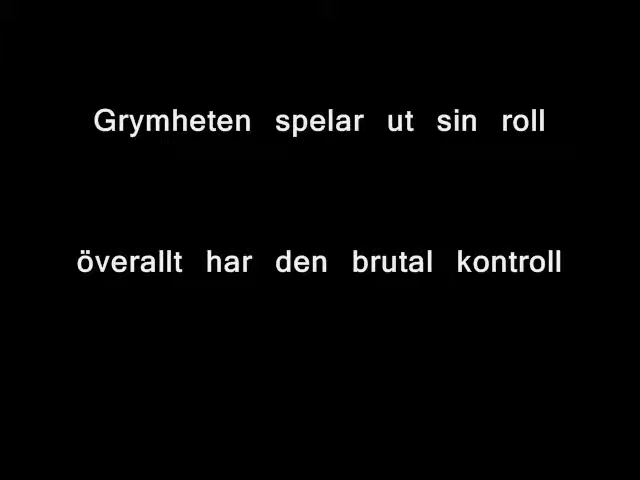 Grymheten spelar ut sin roll
överallt har den brutal kontroll